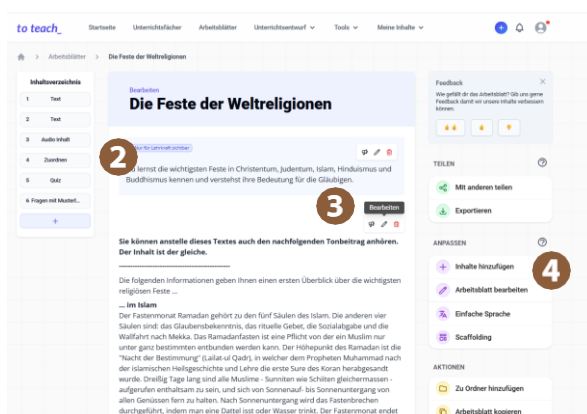 to teach_
Startseite
Unterrichtsfächer
Arbeitsblätter
Unterrichtsentwurf
Tools
Meine Inhalte
Arbeitsblätter > Die Feste der Weltreligionen
Inhaltsverzeichnis
1 Text
2 Text
3 Audio Inhalt
4 Zuordnen
5 Quiz
6 Fragen mit Musterl...
+
Bearbeiten
Die Feste der Weltreligionen
2
für Lehrkraft sichtbar
lernst die wichtigsten Feste in Christentum, Judentum, Islam, Hinduismus und
Buddhismus kennen und verstehst ihre Bedeutung für die Gläubigen.
3
Bearbeiten
Sie können anstelle dieses Textes auch den nachfolgenden Tonbeitrag anhören.
Der Inhalt ist der gleiche.
Die folgenden Informationen geben Ihnen einen ersten Überblick über die wichtigsten
religiösen Feste ...
... im Islam
Der Fastenmonat Ramadan gehört zu den fünf Säulen des Islam. Die anderen vier
Säulen sind: das Glaubensbekenntnis, das rituelle Gebet, die Sozialabgabe und die
Wallfahrt nach Mekka. Das Ramadanfasten ist eine Pflicht von der ein Muslim nur
unter ganz bestimmten entbunden werden kann. Der Höhepunkt des Ramadan ist die
"Nacht der Bestimmung" (Lailat-ul Qadr), in welcher dem Propheten Muhammad nach
der islamischen Heilsgeschichte und Lehre die erste Sure des Koran herabgesandt
wurde. Dreißig Tage lang sind alle Muslime - Sunniten wie Schiiten gleichermassen -
aufgerufen enthaltsam zu sein, und sich von Sonnenauf- bis Sonnenuntergang von
allen Genüssen fern zu halten. Nach Sonnenuntergang wird das Fastenbrechen
durchgeführt, indem man eine Dattel isst oder Wasser trinkt. Der Fastenmonat endet
Feedback
Wie gefällt dir das Arbeitsblatt? Gib uns gerne
Feedback damit wir unsere Inhalte verbessern
können.
TEILEN
Mit anderen teilen
Exportieren
ANPASSEN
Inhalte hinzufügen
4
Arbeitsblatt bearbeiten
Einfache Sprache
Scaffolding
AKTIONEN
Zu Ordner hinzufügen
Arbeitsblatt kopieren